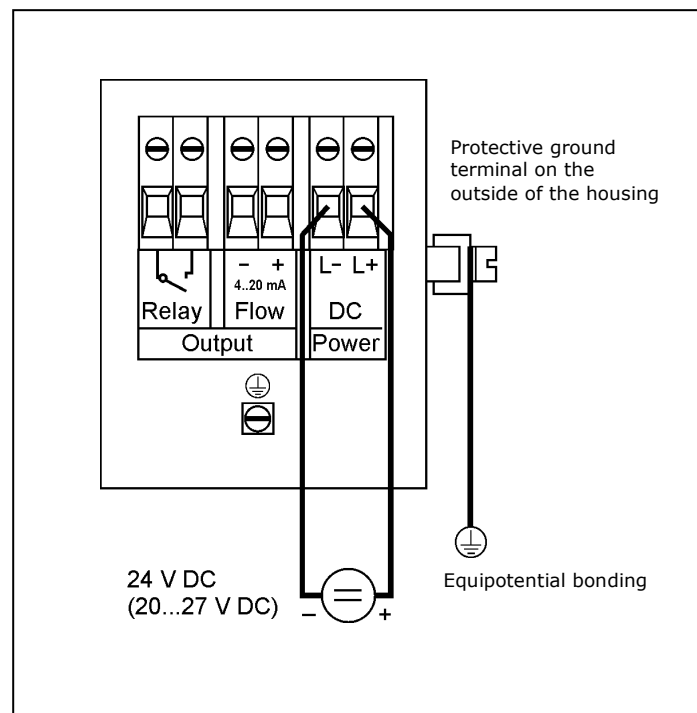 Protective ground
terminal on the
outside of the housing
- + L- L+
4..20 mA
Relay Flow DC
Output Power
24 V DC
(20...27 V DC)
- +
Equipotential bonding